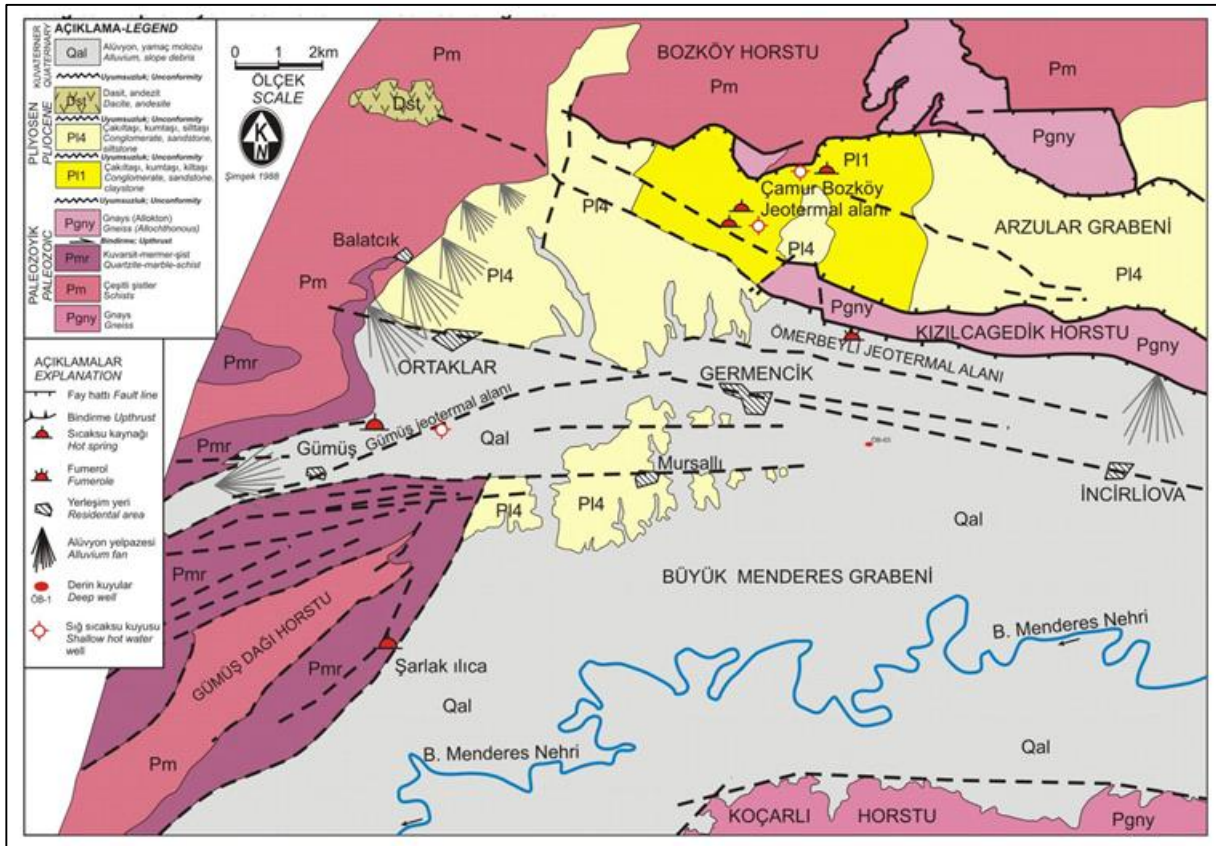 AÇIKLAMA-LEGEND
KUVATERNER
QUATERNARY
Qal
Alüvyon, yamaç molozu
Alluvium, slope debris
Uyumsuzluk; Unconformity
PLİYOSEN
PLIOCENE
Dst
Dasit, andezit
Dacite, andesite
Uyumsuzluk; Unconformity
Pl4
Çakıltaşı, kumtaşı, silttaşı
Conglomerate, sandstone,
siltstone
Uyumsuzluk; Unconformity
Pl1
Çakıltaşı, kumtaşı, kiltaşı
Conglomerate, sandstone,
claystone
Uyumsuzluk; Unconformity
PALEOZOYİK
PALEOZOIC
Pgny
Gnays (Allokton)
Gneiss (Allochthonous)
Bindirme; Upthrust
Pmr
Kuvarsit-mermer-şist
Quartzite-marble-schist
Pm
Çeşitli şistler
Schists
Pgny
Gnays
Gneiss
AÇIKLAMALAR
EXPLANATION
Fay hattı Fault line
Bindirme Upthrust
Sıcaksu kaynağı
Hot spring
Fumerol
Fumerole
Yerleşim yeri
Residental area
Alüvyon yelpazesi
Alluvium fan
Derin kuyular
Deep well
ÖB-1
Sığ sıcaksu kuyusu
Shallow hot water
well
0 1 2km
ÖLÇEK
SCALE
K
N
Şimşek 1988
Pm
BOZKÖY HORSTU
Pm
Pm
Dst
Pgny
Pl1
Çamur Bozköy
Jeotermal alanı
Pl4
ARZULAR GRABENİ
Balatcık
Pl4
Pl4
Pl4
Pm
Pgny
KIZILCAGEDİK HORSTU
Pgny
ÖMERBEYLİ JEOTERMAL ALANI
Pmr
ORTAKLAR
GERMENCİK
Gümüş jeotermal alanı
Pmr
Gümüş
Qal
ÖB-03
Mursallı
İNCİRLİOVA
Pl4
Pl4
Qal
Pmr
BÜYÜK MENDERES GRABENİ
GÜMÜŞ DAĞI HORSTU
Pmr
Şarlak ılıca
B. Menderes Nehri
Qal
B. Menderes Nehri
Qal
Pm
KOÇARLI HORSTU
Pgny